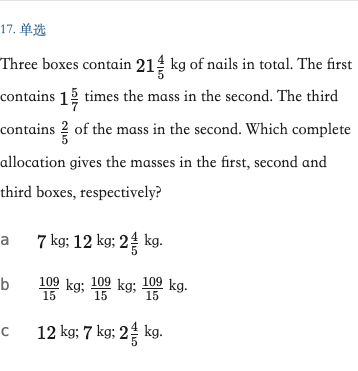 17. 单选
Three boxes contain 21 4/5 kg of nails in total. The first
contains 1 5/7 times the mass in the second. The third
contains 2/5 of the mass in the second. Which complete
allocation gives the masses in the first, second and
third boxes, respectively?
a 7 kg; 12 kg; 2 4/5 kg.
b 109/15 kg; 109/15 kg; 109/15 kg.
c 12 kg; 7 kg; 2 4/5 kg.